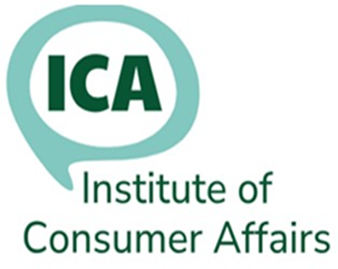 ICA
Institute of
Consumer Affairs